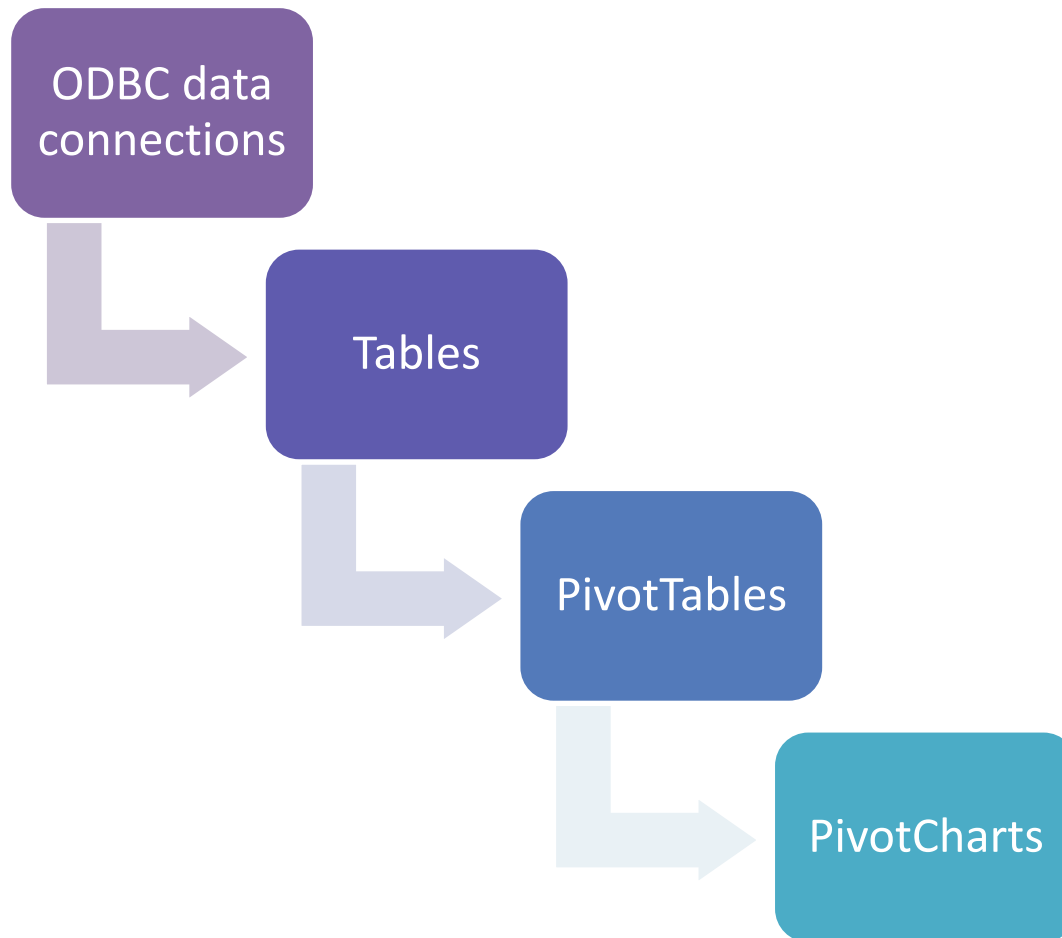 ODBC data
connections
Tables
PivotTables
PivotCharts